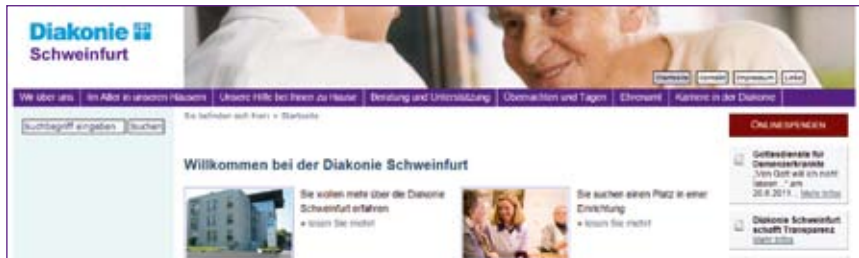 Diakonie
Schweinfurt
Startseite Kontakt Impressum Links
Wir über uns Im Alter in unseren Häusern Unsere Hilfe bei Ihnen zu Hause Beratung und Unterstützung Übernachten und Tagen Ehrenamt Karriere in der Diakonie
Suchbegriff eingeben suchen
Sie befinden sich hier: » Startseite
ONLINESPENDEN
Willkommen bei der Diakonie Schweinfurt
Sie wollen mehr über die Diakonie
Schweinfurt erfahren
» lesen Sie mehr!
Sie suchen einen Platz in einer
Einrichtung
» lesen Sie mehr!
Gottesdienste für
Demenzerkrankte
„Von Gott will ich nicht
lassen..." am
20.8.2011... Mehr Infos
Diakonie Schweinfurt
schafft Transparenz
Mehr Infos